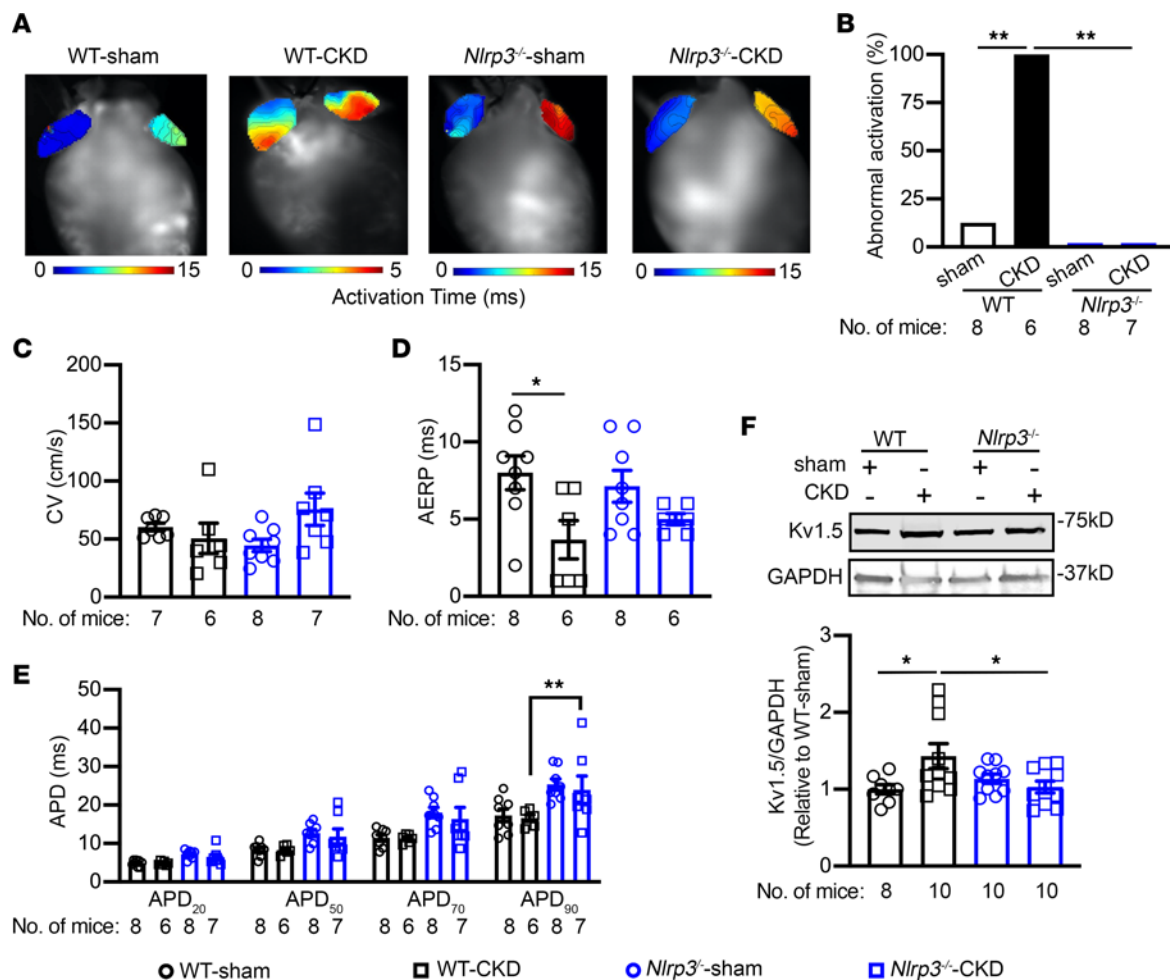 A
WT-sham WT-CKD Nlrp3-/--sham Nlrp3-/--CKD
0 15 0 5 0 15 0 15
Activation Time (ms)
B
Abnormal activation (%)
100
75
50
25
0
** **
sham CKD sham CKD
WT Nlrp3-/-
No. of mice: 8 6 8 7
C
CV (cm/s)
200
150
100
50
0
No. of mice: 7 6 8 7
D
AERP (ms)
15
10
5
0
*
No. of mice: 8 6 8 6
E
APD (ms)
50
40
30
20
10
0
**
APD20 APD50 APD70 APD90
No. of mice: 8 6 8 7 8 6 8 7 8 6 8 7 8 6 8 7
F
WT Nlrp3-/-
sham + - + -
CKD - + - +
Kv1.5 -75kD
GAPDH -37kD
Kv1.5/GAPDH
(Relative to WT-sham)
3
2
1
0
* *
No. of mice: 8 10 10 10
WT-sham WT-CKD Nlrp3/--sham Nlrp3-/--CKD